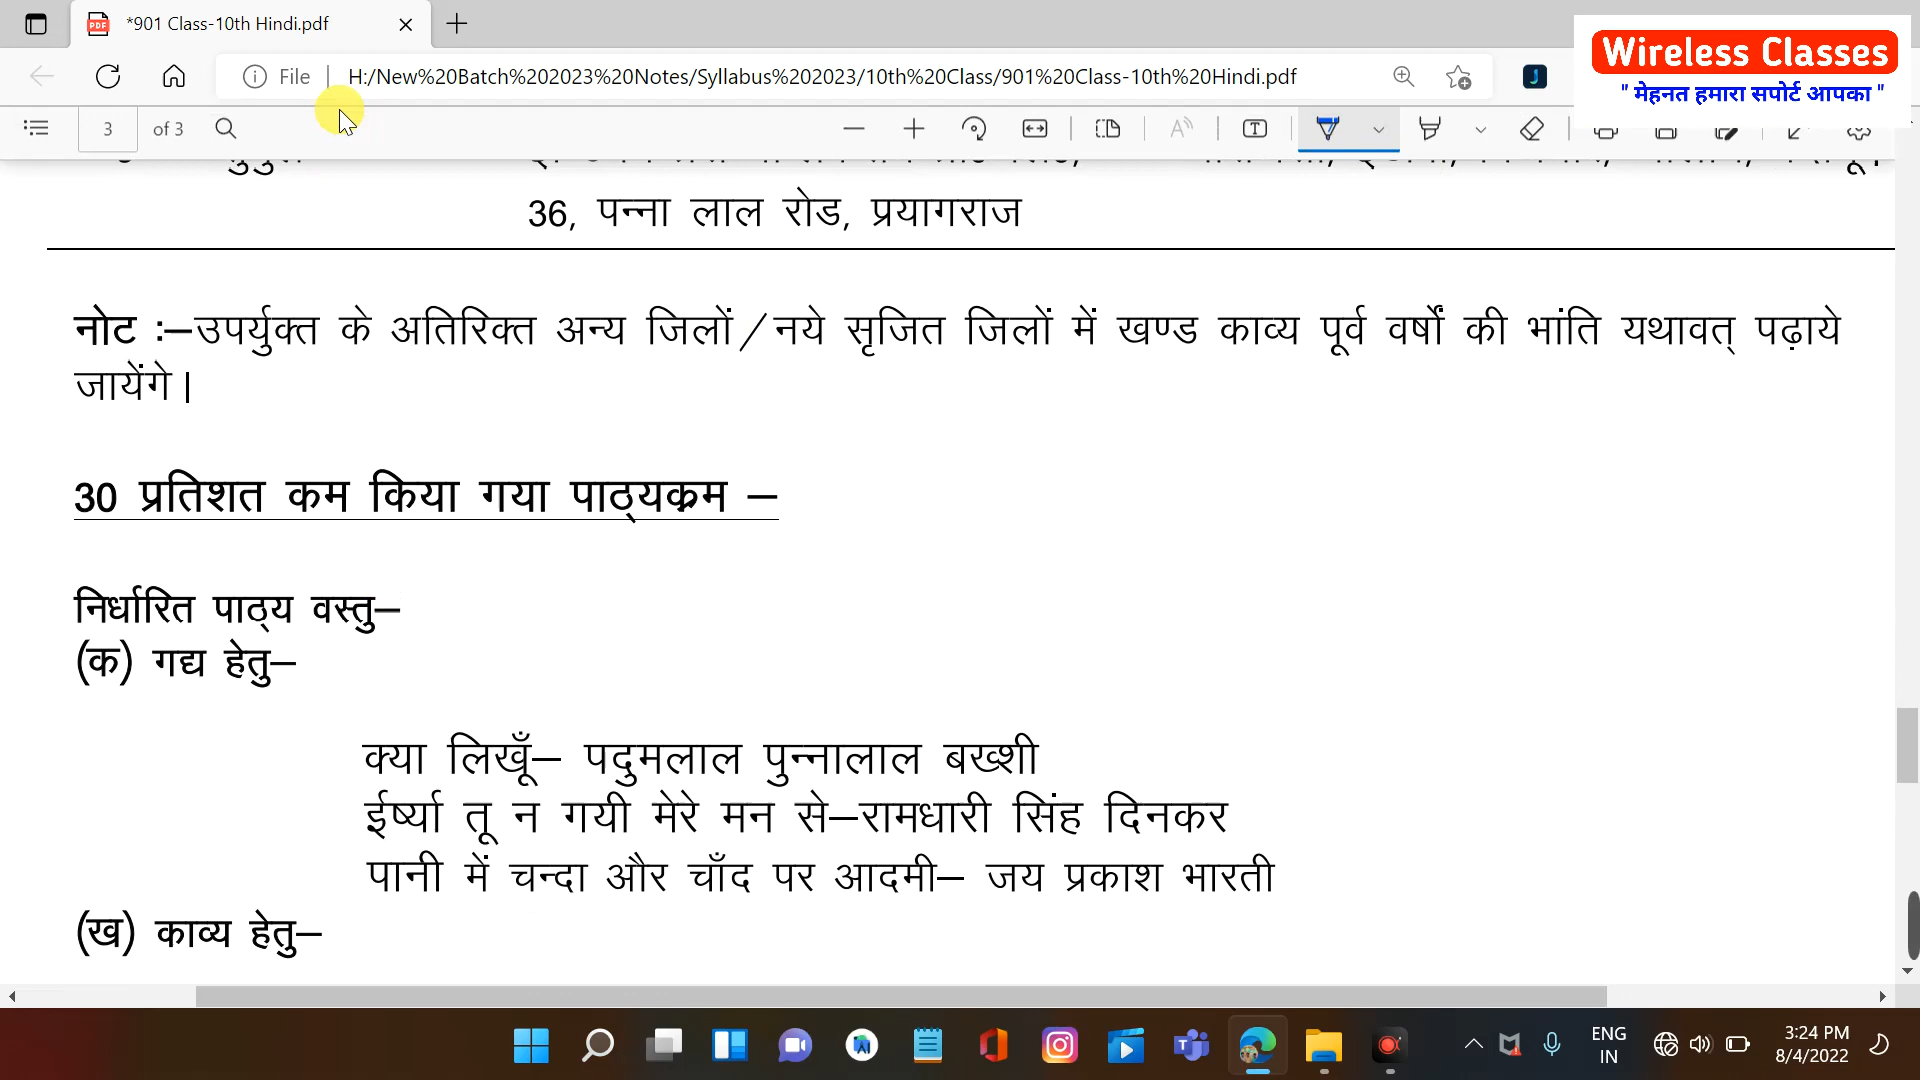 *901 Class-10th Hindi.pdf
Wireless Classes
" मेहनत हमारा सपोर्ट आपका "
File | H:/New%20Batch%202023%20Notes/Syllabus%202023/10th%20Class/901%20Class-10th%20Hindi.pdf
3 of 3
36, पन्ना लाल रोड, प्रयागराज
नोट :–उपर्युक्त के अतिरिक्त अन्य जिलों/नये सृजित जिलों में खण्ड काव्य पूर्व वर्षों की भांति यथावत् पढ़ाये
जायेंगे।
30 प्रतिशत कम किया गया पाठ्यक्रम –
निर्धारित पाठ्य वस्तु–
(क) गद्य हेतु–
क्या लिखूँ– पदुमलाल पुन्नालाल बख्शी
ईर्ष्या तू न गयी मेरे मन से–रामधारी सिंह दिनकर
पानी में चन्दा और चाँद पर आदमी– जय प्रकाश भारती
(ख) काव्य हेतु–
ENG
IN
3:24 PM
8/4/2022